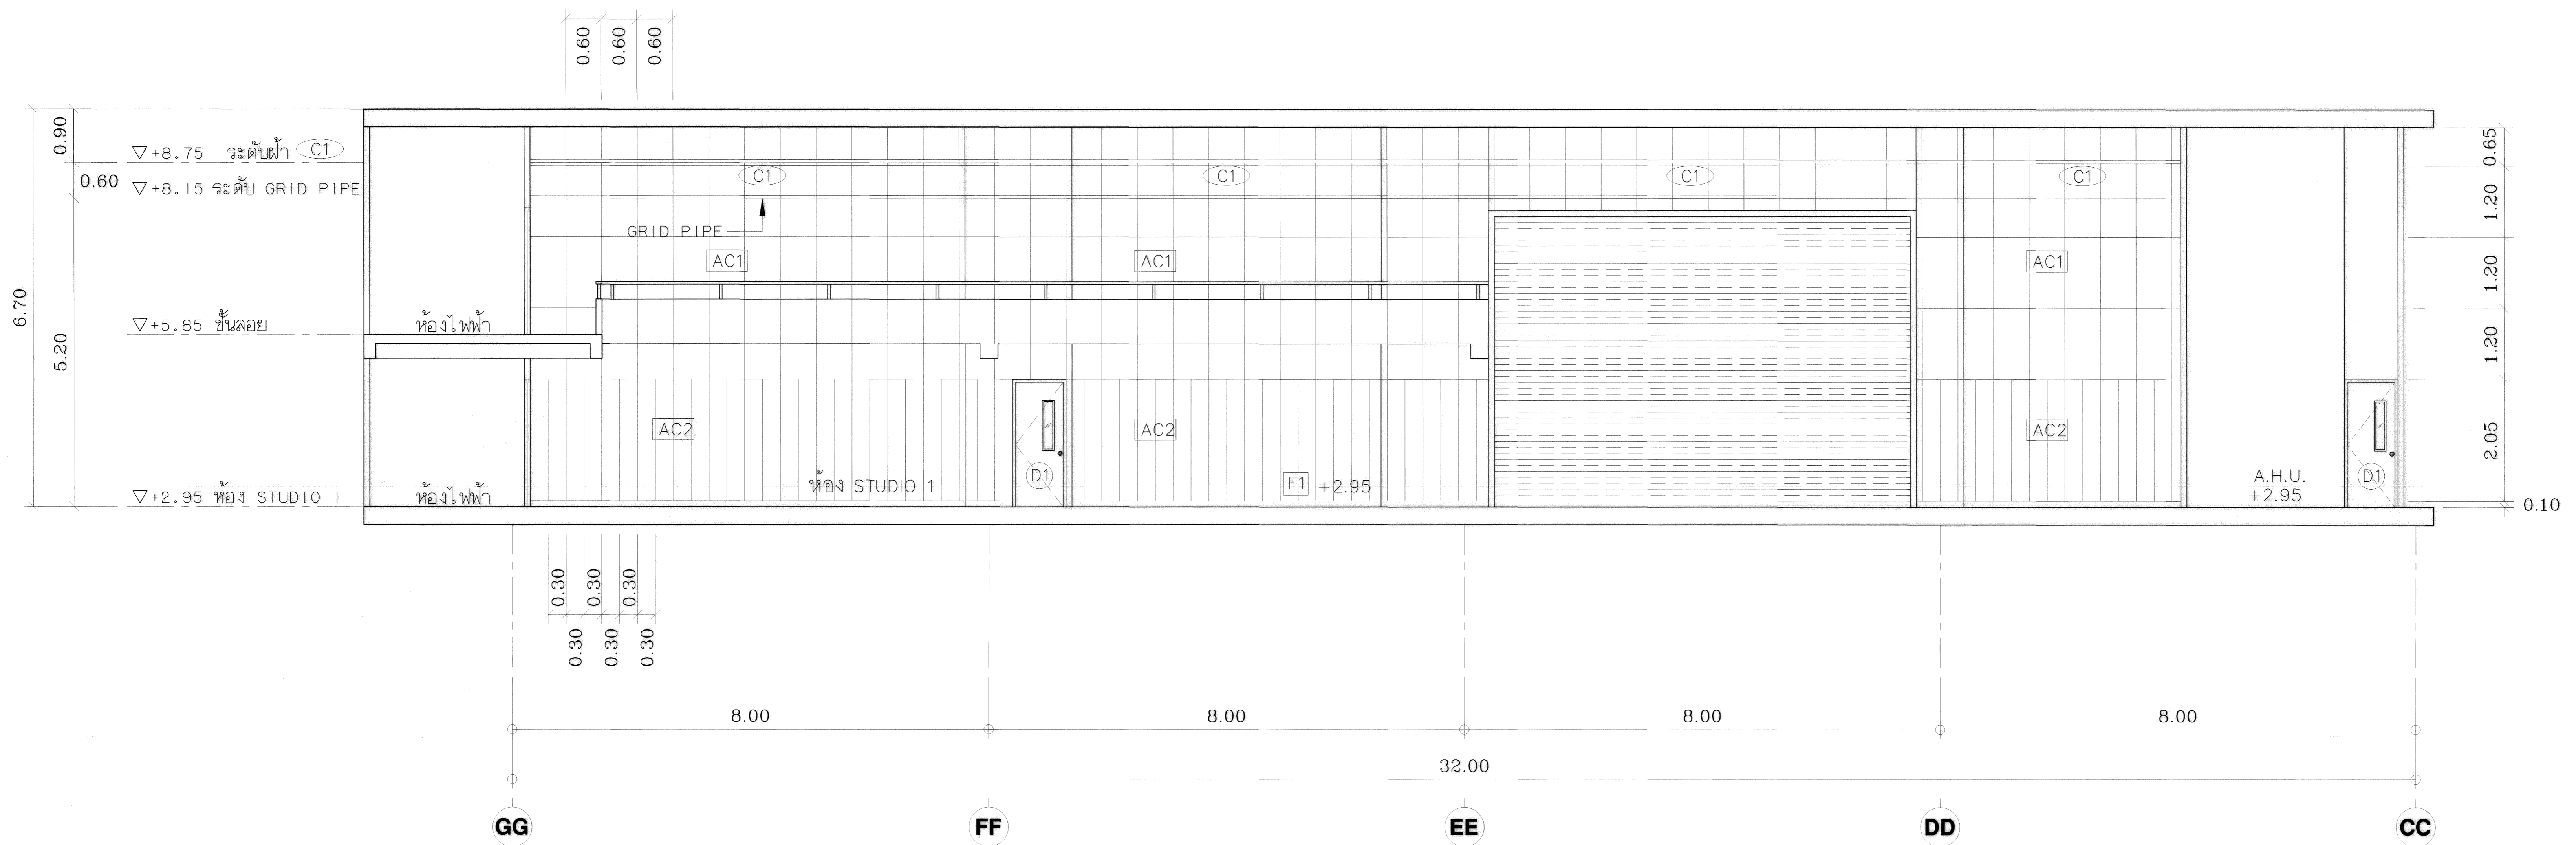 0.60 0.60 0.60
0.90
▽+8.75 ระดับฝ้า C1
0.65
C1 C1 C1 C1
0.60 ▽+8.15 ระดับ GRID PIPE
1.20
GRID PIPE
AC1 AC1 AC1
1.20
6.70
▽+5.85 ชั้นลอย
ห้องไฟฟ้า
5.20
1.20
AC2 AC2 AC2
2.05
D1 D1
ห้อง STUDIO 1
F1 +2.95
A.H.U.
+2.95
▽+2.95 ห้อง STUDIO 1
ห้องไฟฟ้า
0.10
0.30 0.30 0.30
0.30 0.30 0.30
8.00 8.00 8.00 8.00
32.00
GG FF EE DD CC